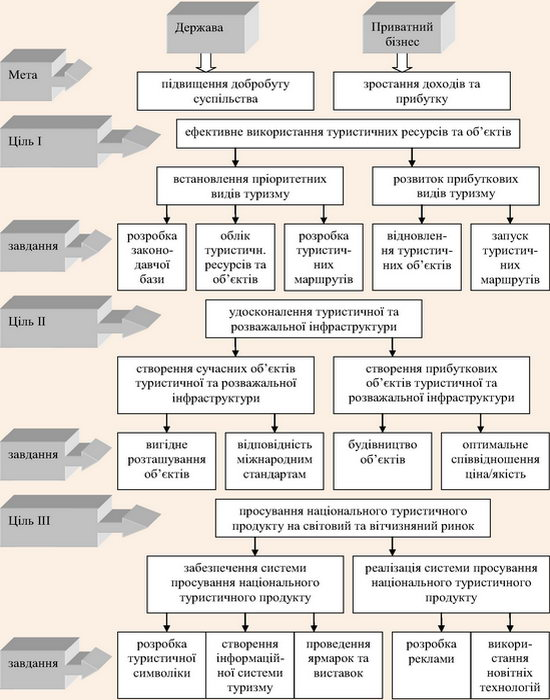 Держава
Приватний
бізнес
Мета
підвищення добробуту
суспільства
зростання доходів та
прибутку
Ціль I
ефективне використання туристичних ресурсів та об’єктів
встановлення пріоритетних
видів туризму
розвиток прибуткових
видів туризму
завдання
розробка
законо-
давчої
бази
облік
туристичн.
ресурсів та
об’єктів
розробка
туристич-
них
маршрутів
відновлен-
ня туристич-
них об’єктів
запуск
туристич-
них
маршрутів
Ціль II
удосконалення туристичної та
розважальної інфраструктури
створення сучасних об’єктів
туристичної та розважальної
інфраструктури
створення прибуткових
об’єктів туристичної та
розважальної інфраструктури
завдання
вигідне
розташування
об’єктів
відповідність
міжнародним
стандартам
будівництво
об’єктів
оптимальне
співвідношення
ціна/якість
Ціль III
просування національного туристичного
продукту на світовий та вітчизняний ринок
забезпечення системи
просування національного
туристичного продукту
реалізація системи просування
національного туристичного
продукту
завдання
розробка
туристичної
символіки
створення
інформацій-
ної системи
туризму
проведення
ярмарок та
виставок
розробка
реклами
викори-
стання
новітніх
технологій